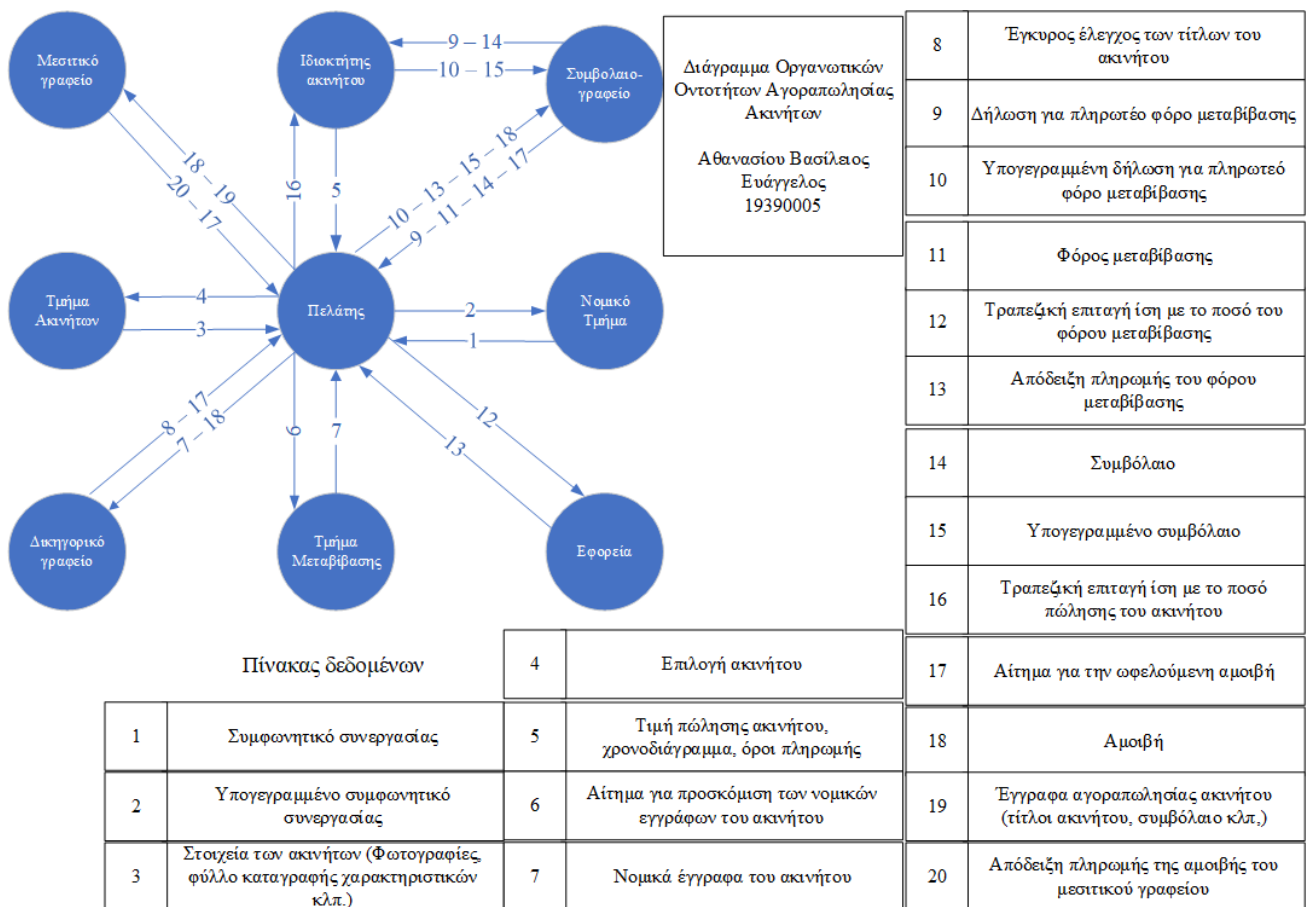 Μεσιτικό
γραφείο
Ιδιοκτήτης
ακινήτου
9 – 14
10 – 15
Συμβολαιο-
γραφείο
Διάγραμμα Οργανωτικών
Οντοτήτων Αγοραπωλησίας
Ακινήτων
Αθανασίου Βασίλειος
Ευάγγελος
19390005
18 – 19
20 – 17
16
5
10 – 13 – 15 – 18
9 – 11 – 14 – 17
Τμήμα
Ακινήτων
4
3
Πελάτης
2
1
Νομικό
Τμήμα
8 – 17
7 – 18
6
7
12
13
Δικηγορικό
γραφείο
Τμήμα
Μεταβίβασης
Εφορεία
Πίνακας δεδομένων
1
Συμφωνητικό συνεργασίας
2
Υπογεγραμμένο συμφωνητικό
συνεργασίας
3
Στοιχεία των ακινήτων (Φωτογραφίες,
φύλλο καταγραφής χαρακτηριστικών
κλπ.)
4
Επιλογή ακινήτου
5
Τιμή πώλησης ακινήτου,
χρονοδιάγραμμα, όροι πληρωμής
6
Αίτημα για προσκόμιση των νομικών
εγγράφων του ακινήτου
7
Νομικά έγγραφα του ακινήτου
8
Έγκυρος έλεγχος των τίτλων του
ακινήτου
9
Δήλωση για πληρωτέο φόρο μεταβίβασης
10
Υπογεγραμμένη δήλωση για πληρωτεό
φόρο μεταβίβασης
11
Φόρος μεταβίβασης
12
Τραπεζική επιταγή ίση με το ποσό του
φόρου μεταβίβασης
13
Απόδειξη πληρωμής του φόρου
μεταβίβασης
14
Συμβόλαιο
15
Υπογεγραμμένο συμβόλαιο
16
Τραπεζική επιταγή ίση με το ποσό
πώλησης του ακινήτου
17
Αίτημα για την ωφελούμενη αμοιβή
18
Αμοιβή
19
Έγγραφα αγοραπωλησίας ακινήτου
(τίτλοι ακινήτου, συμβόλαιο κλπ,)
20
Απόδειξη πληρωμής της αμοιβής του
μεσιτικού γραφείου